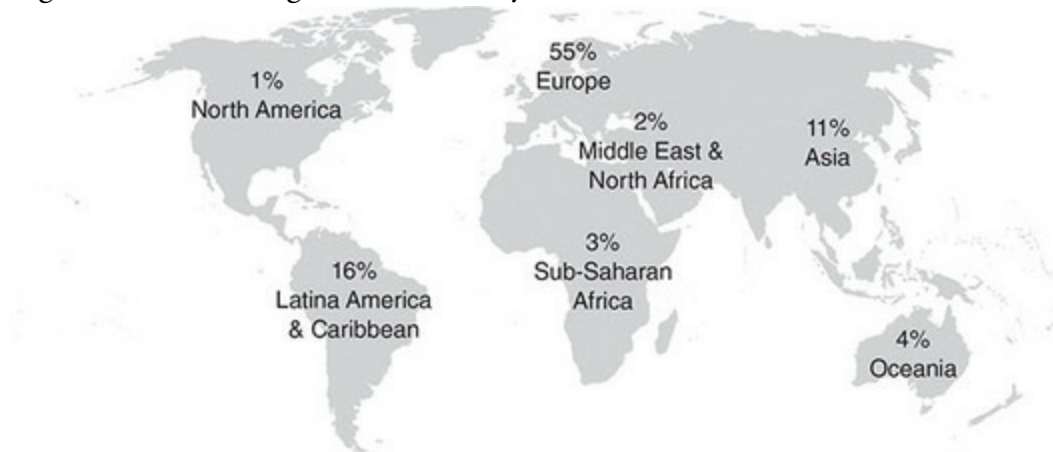 55%
Europe
1%
North America
2%
Middle East &
North Africa
11%
Asia
3%
Sub-Saharan
Africa
16%
Latina America
& Caribbean
4%
Oceania